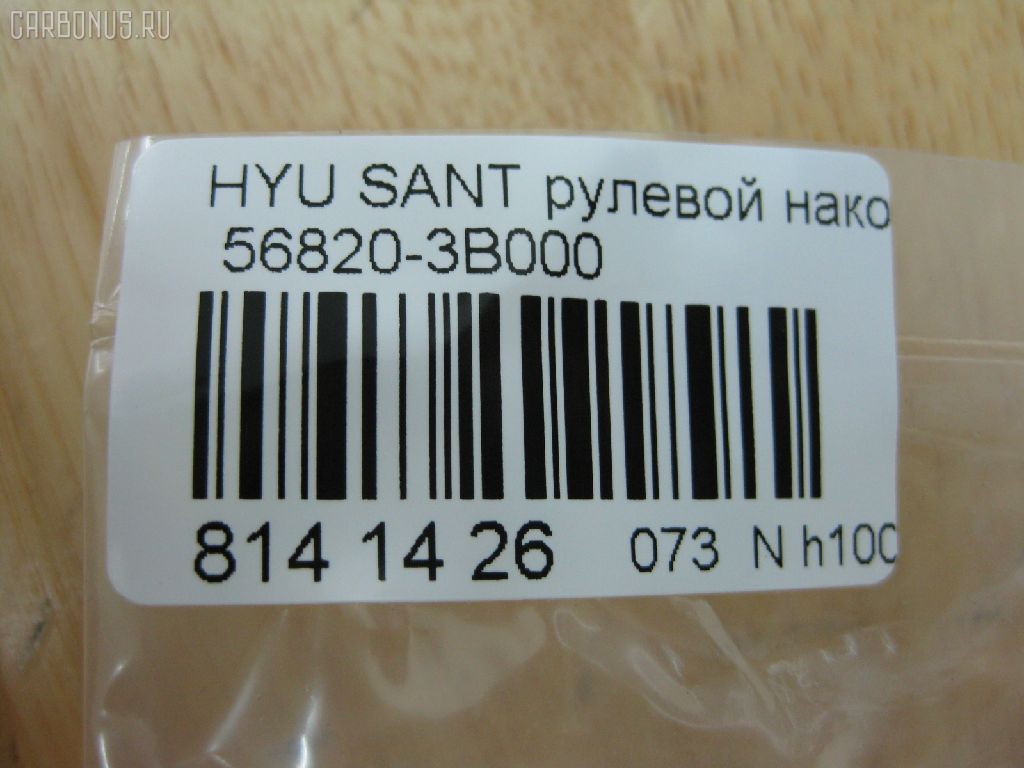 CARBONUS.RU
HYU SANT рулевой нако
56820-3B000
814 14 26 073 N h100